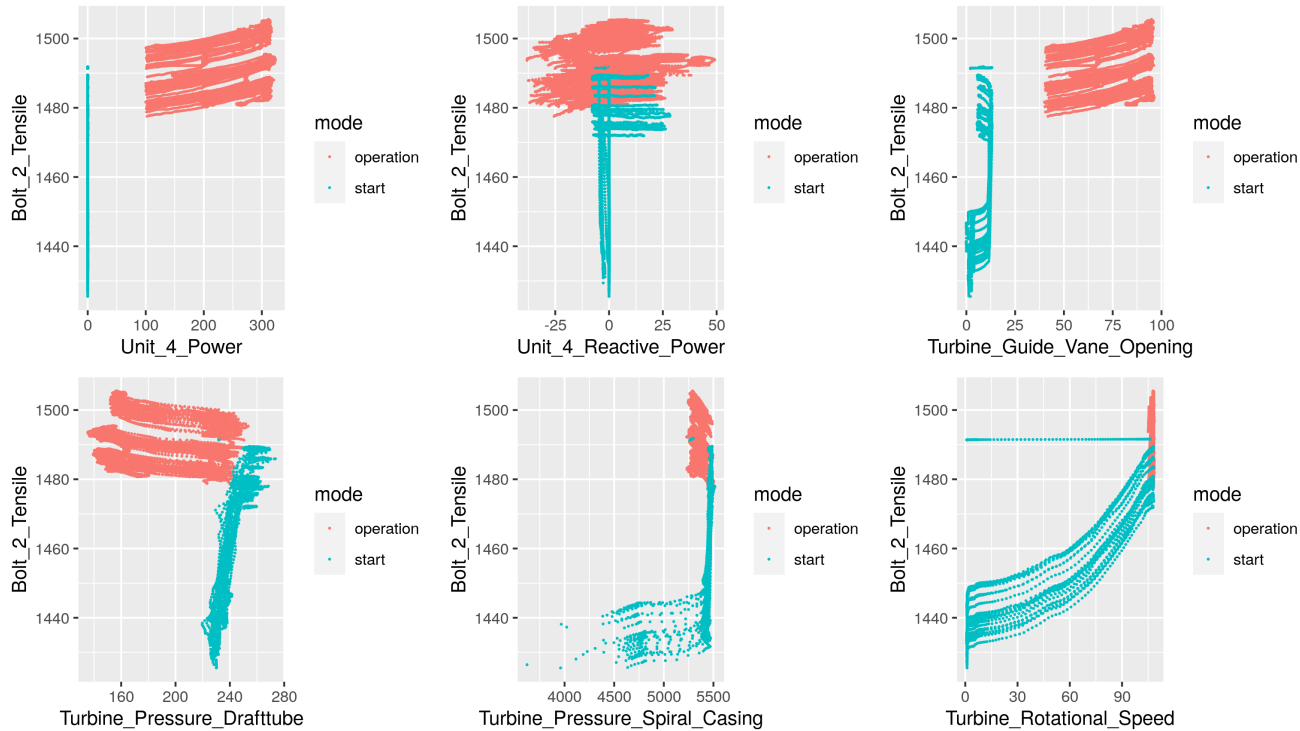 1500
1480
1460
1440
Bolt_2_Tensile
0 100 200 300
Unit_4_Power
mode
operation
start
1500
1480
1460
1440
Bolt_2_Tensile
-25 0 25 50
Unit_4_Reactive_Power
mode
operation
start
1500
1480
1460
1440
Bolt_2_Tensile
0 25 50 75 100
Turbine_Guide_Vane_Opening
mode
operation
start
1500
1480
1460
1440
Bolt_2_Tensile
160 200 240 280
Turbine_Pressure_Drafttube
mode
operation
start
1500
1480
1460
1440
Bolt_2_Tensile
4000 4500 5000 5500
Turbine_Pressure_Spiral_Casing
mode
operation
start
1500
1480
1460
1440
Bolt_2_Tensile
0 30 60 90
Turbine_Rotational_Speed
mode
operation
start